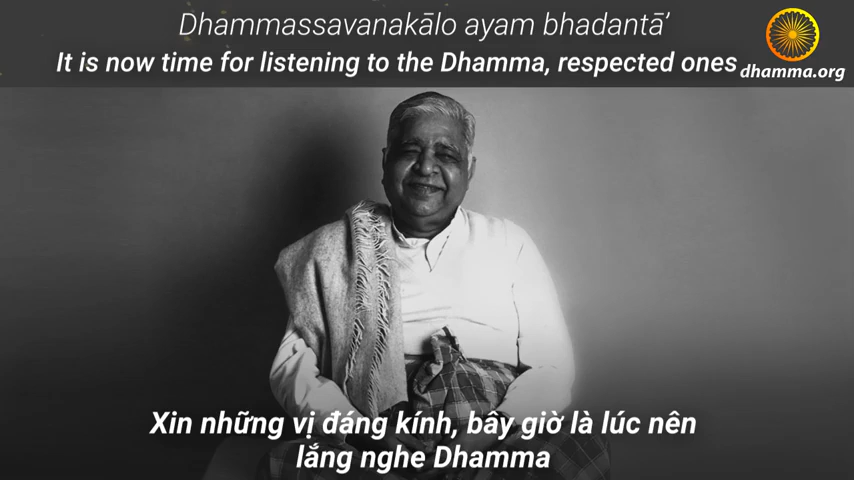 Dhammassavanakālo ayam bhadantā’
It is now time for listening to the Dhamma, respected ones
dhamma.org
Xin những vị đáng kính, bây giờ là lúc nên
lắng nghe Dhamma